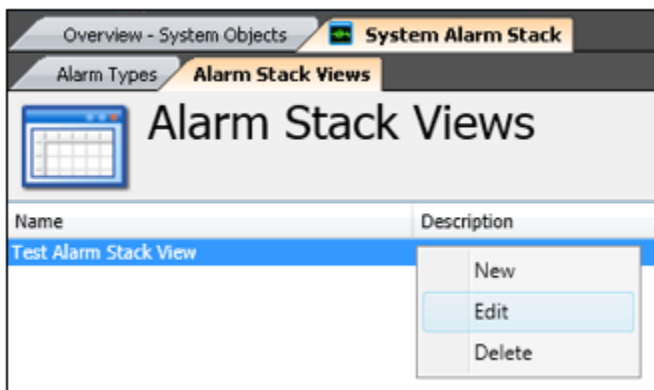 Overview - System Objects System Alarm Stack
Alarm Types Alarm Stack Views
Alarm Stack Views
Name Description
Test Alarm Stack View
New
Edit
Delete